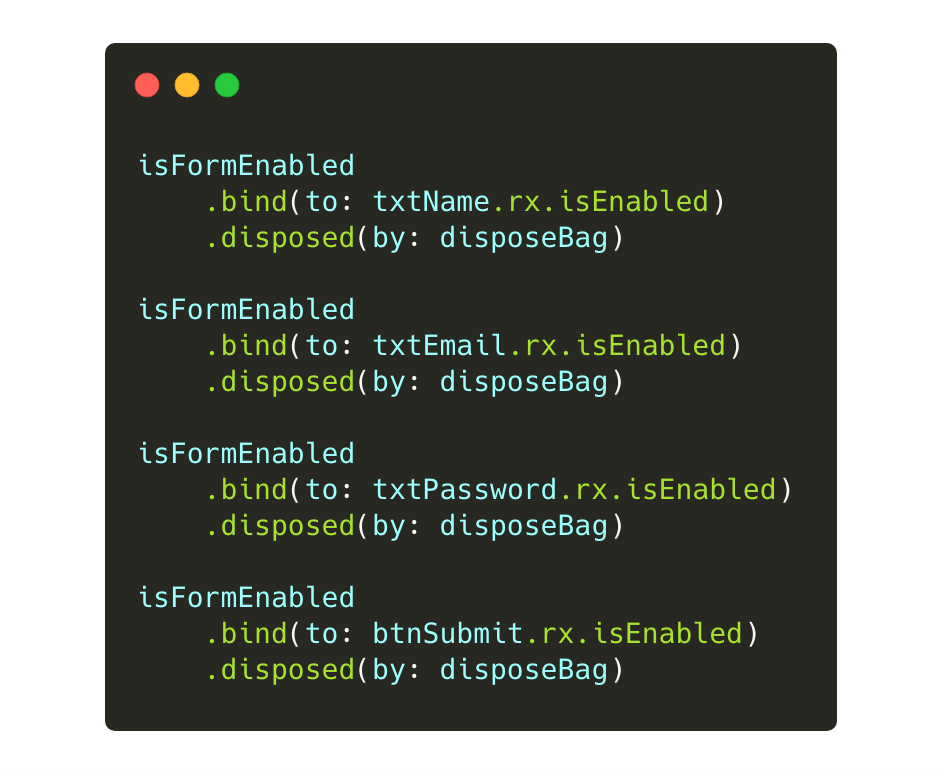 isFormEnabled
    .bind(to: txtName.rx.isEnabled)
    .disposed(by: disposeBag)

isFormEnabled
    .bind(to: txtEmail.rx.isEnabled)
    .disposed(by: disposeBag)

isFormEnabled
    .bind(to: txtPassword.rx.isEnabled)
    .disposed(by: disposeBag)

isFormEnabled
    .bind(to: btnSubmit.rx.isEnabled)
    .disposed(by: disposeBag)